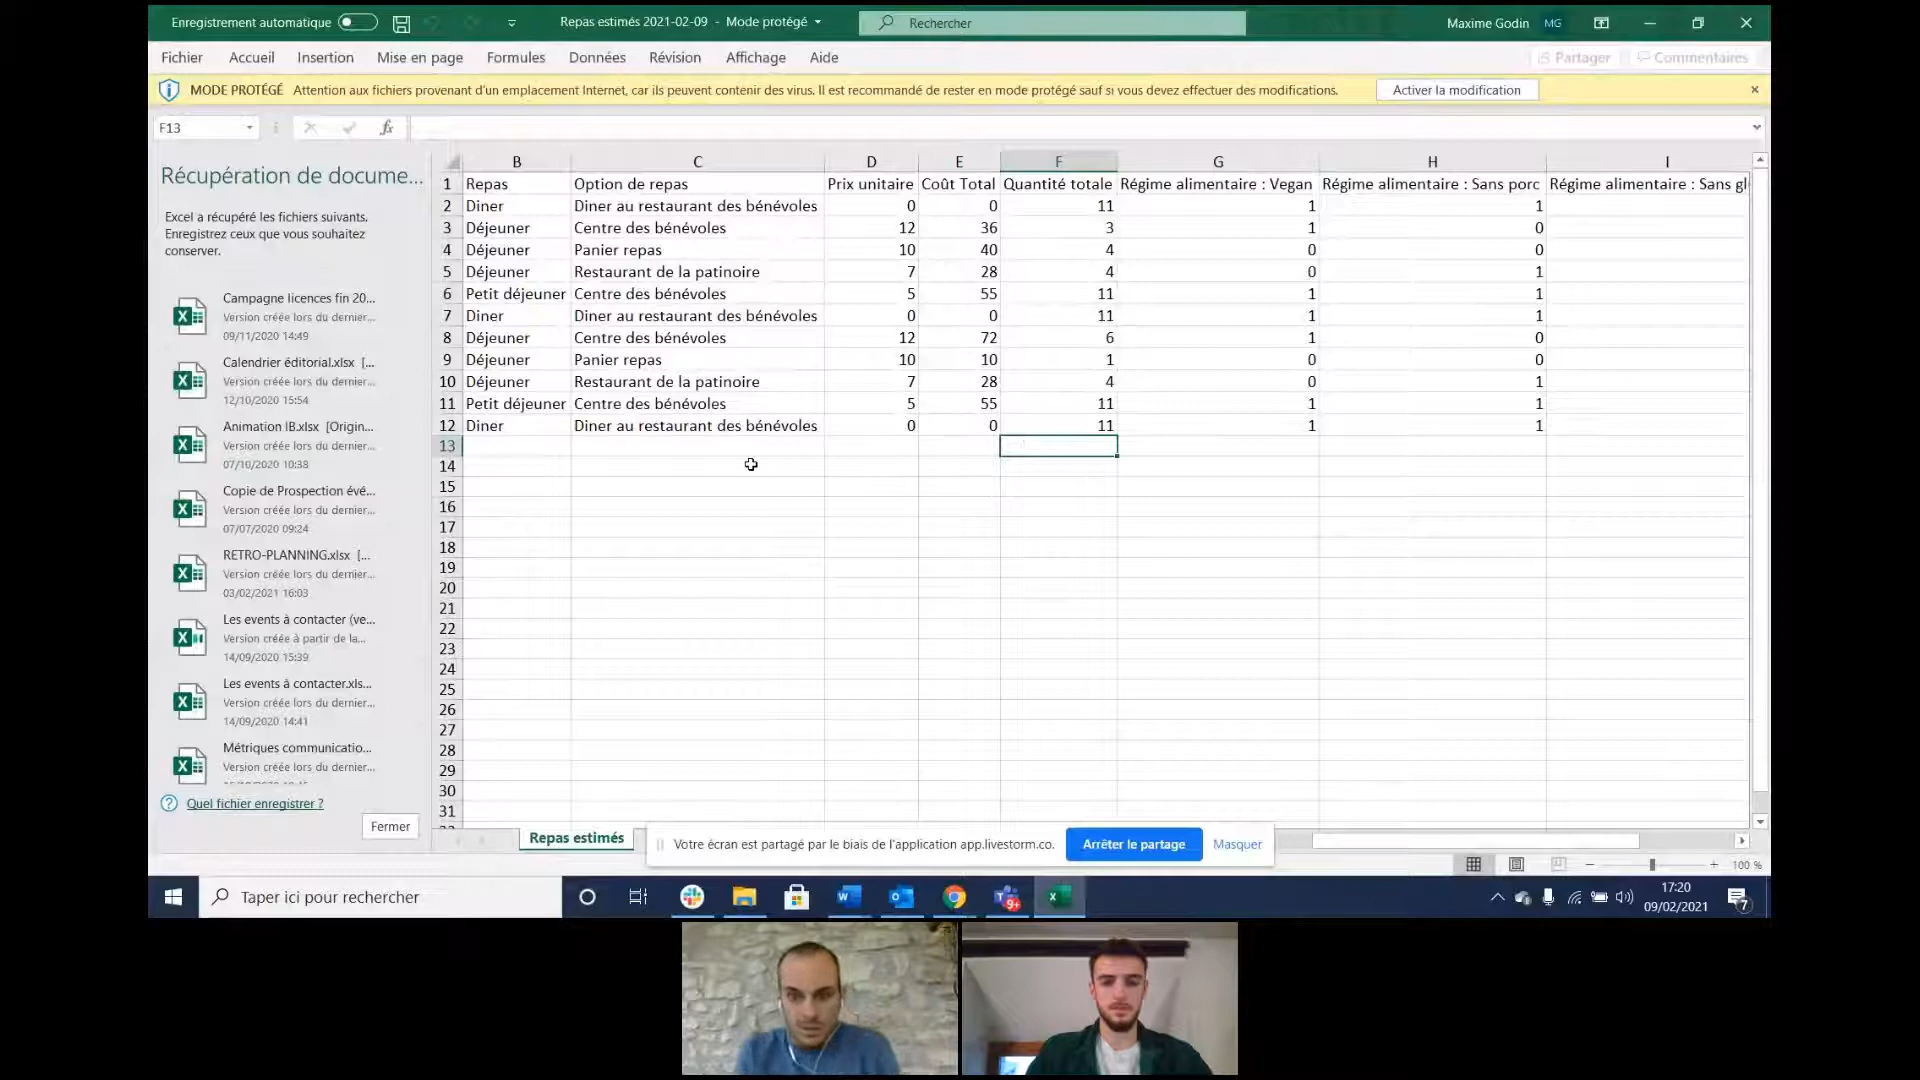 Enregistrement automatique
Repas estimés 2021-02-09 - Mode protégé
Rechercher
Maxime Godin MG
Fichier Accueil Insertion Mise en page Formules Données Révision Affichage Aide
Partager Commentaires
MODE PROTÉGÉ Attention aux fichiers provenant d'un emplacement Internet, car ils peuvent contenir des virus. Il est recommandé de rester en mode protégé sauf si vous devez effectuer des modifications. Activer la modification
F13 fx
Récupération de docume...
Excel a récupéré les fichiers suivants.
Enregistrez ceux que vous souhaitez
conserver.
Campagne licences fin 20...
Version créée lors du dernier...
09/11/2020 14:49
Calendrier éditorial.xlsx [...
Version créée lors du dernier...
12/10/2020 15:54
Animation IB.xlsx [Origin...
Version créée lors du dernier...
07/10/2020 10:38
Copie de Prospection évé...
Version créée lors du dernier...
07/07/2020 09:24
RETRO-PLANNING.xlsx [...
Version créée lors du dernier...
03/02/2021 16:03
Les events à contacter (ve...
Version créée à partir de la...
14/09/2020 15:39
Les events à contacter.xls...
Version créée lors du dernier...
14/09/2020 14:41
Métriques communicatio...
Version créée lors du dernier...
Quel fichier enregistrer ?
Fermer
B C D E F G H I
1 Repas Option de repas Prix unitaire Coût Total Quantité totale Régime alimentaire : Vegan Régime alimentaire : Sans porc Régime alimentaire : Sans gl
2 Diner Diner au restaurant des bénévoles 0 0 11 1 1
3 Déjeuner Centre des bénévoles 12 36 3 1 0
4 Déjeuner Panier repas 10 40 4 0 0
5 Déjeuner Restaurant de la patinoire 7 28 4 0 1
6 Petit déjeuner Centre des bénévoles 5 55 11 1 1
7 Diner Diner au restaurant des bénévoles 0 0 11 1 1
8 Déjeuner Centre des bénévoles 12 72 6 1 0
9 Déjeuner Panier repas 10 10 1 0 0
10 Déjeuner Restaurant de la patinoire 7 28 4 0 1
11 Petit déjeuner Centre des bénévoles 5 55 11 1 1
12 Diner Diner au restaurant des bénévoles 0 0 11 1 1
13
14
15
16
17
18
19
20
21
22
23
24
25
26
27
28
29
30
31
Repas estimés
Votre écran est partagé par le biais de l'application app.livestorm.co. Arrêter le partage Masquer
100 %
Taper ici pour rechercher
9+
17:20
09/02/2021
7